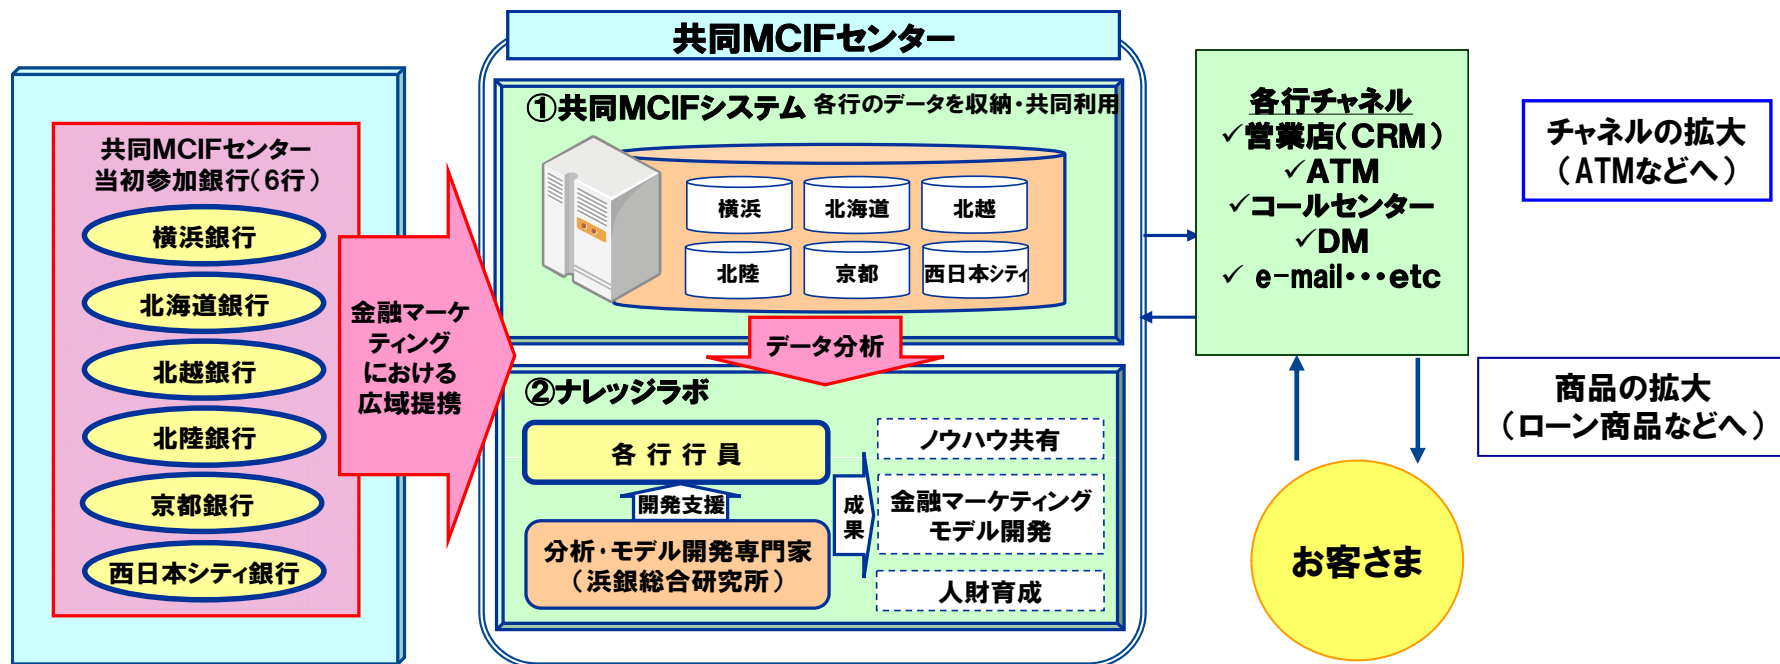 共同MCIFセンター
当初参加銀行(6行)
横浜銀行
北海道銀行
北越銀行
北陸銀行
京都銀行
西日本シティ銀行
金融マーケ
ティング
における
広域提携
共同MCIFセンター
①共同MCIFシステム 各行のデータを収納・共同利用
横浜
北海道
北越
北陸
京都
西日本シティ
データ分析
②ナレッジラボ
各行行員
開発支援
分析・モデル開発専門家
(浜銀総合研究所)
成
果
ノウハウ共有
金融マーケティング
モデル開発
人財育成
各行チャネル
✓営業店(CRM)
✓ATM
✓コールセンター
✓DM
✓ e-mail・・・etc
お客さま
チャネルの拡大
(ATMなどへ)
商品の拡大
(ローン商品などへ)